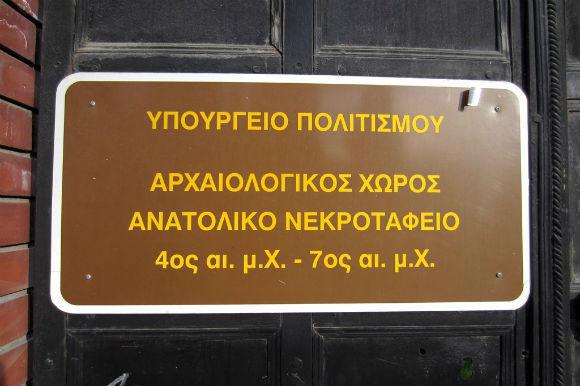 ΥΠΟΥΡΓΕΙΟ ΠΟΛΙΤΙΣΜΟΥ
ΑΡΧΑΙΟΛΟΓΙΚΟΣ ΧΩΡΟΣ
ΑΝΑΤΟΛΙΚΟ ΝΕΚΡΟΤΑΦΕΙΟ
4ος αι. μ.Χ. - 7ος αι. μ.Χ.